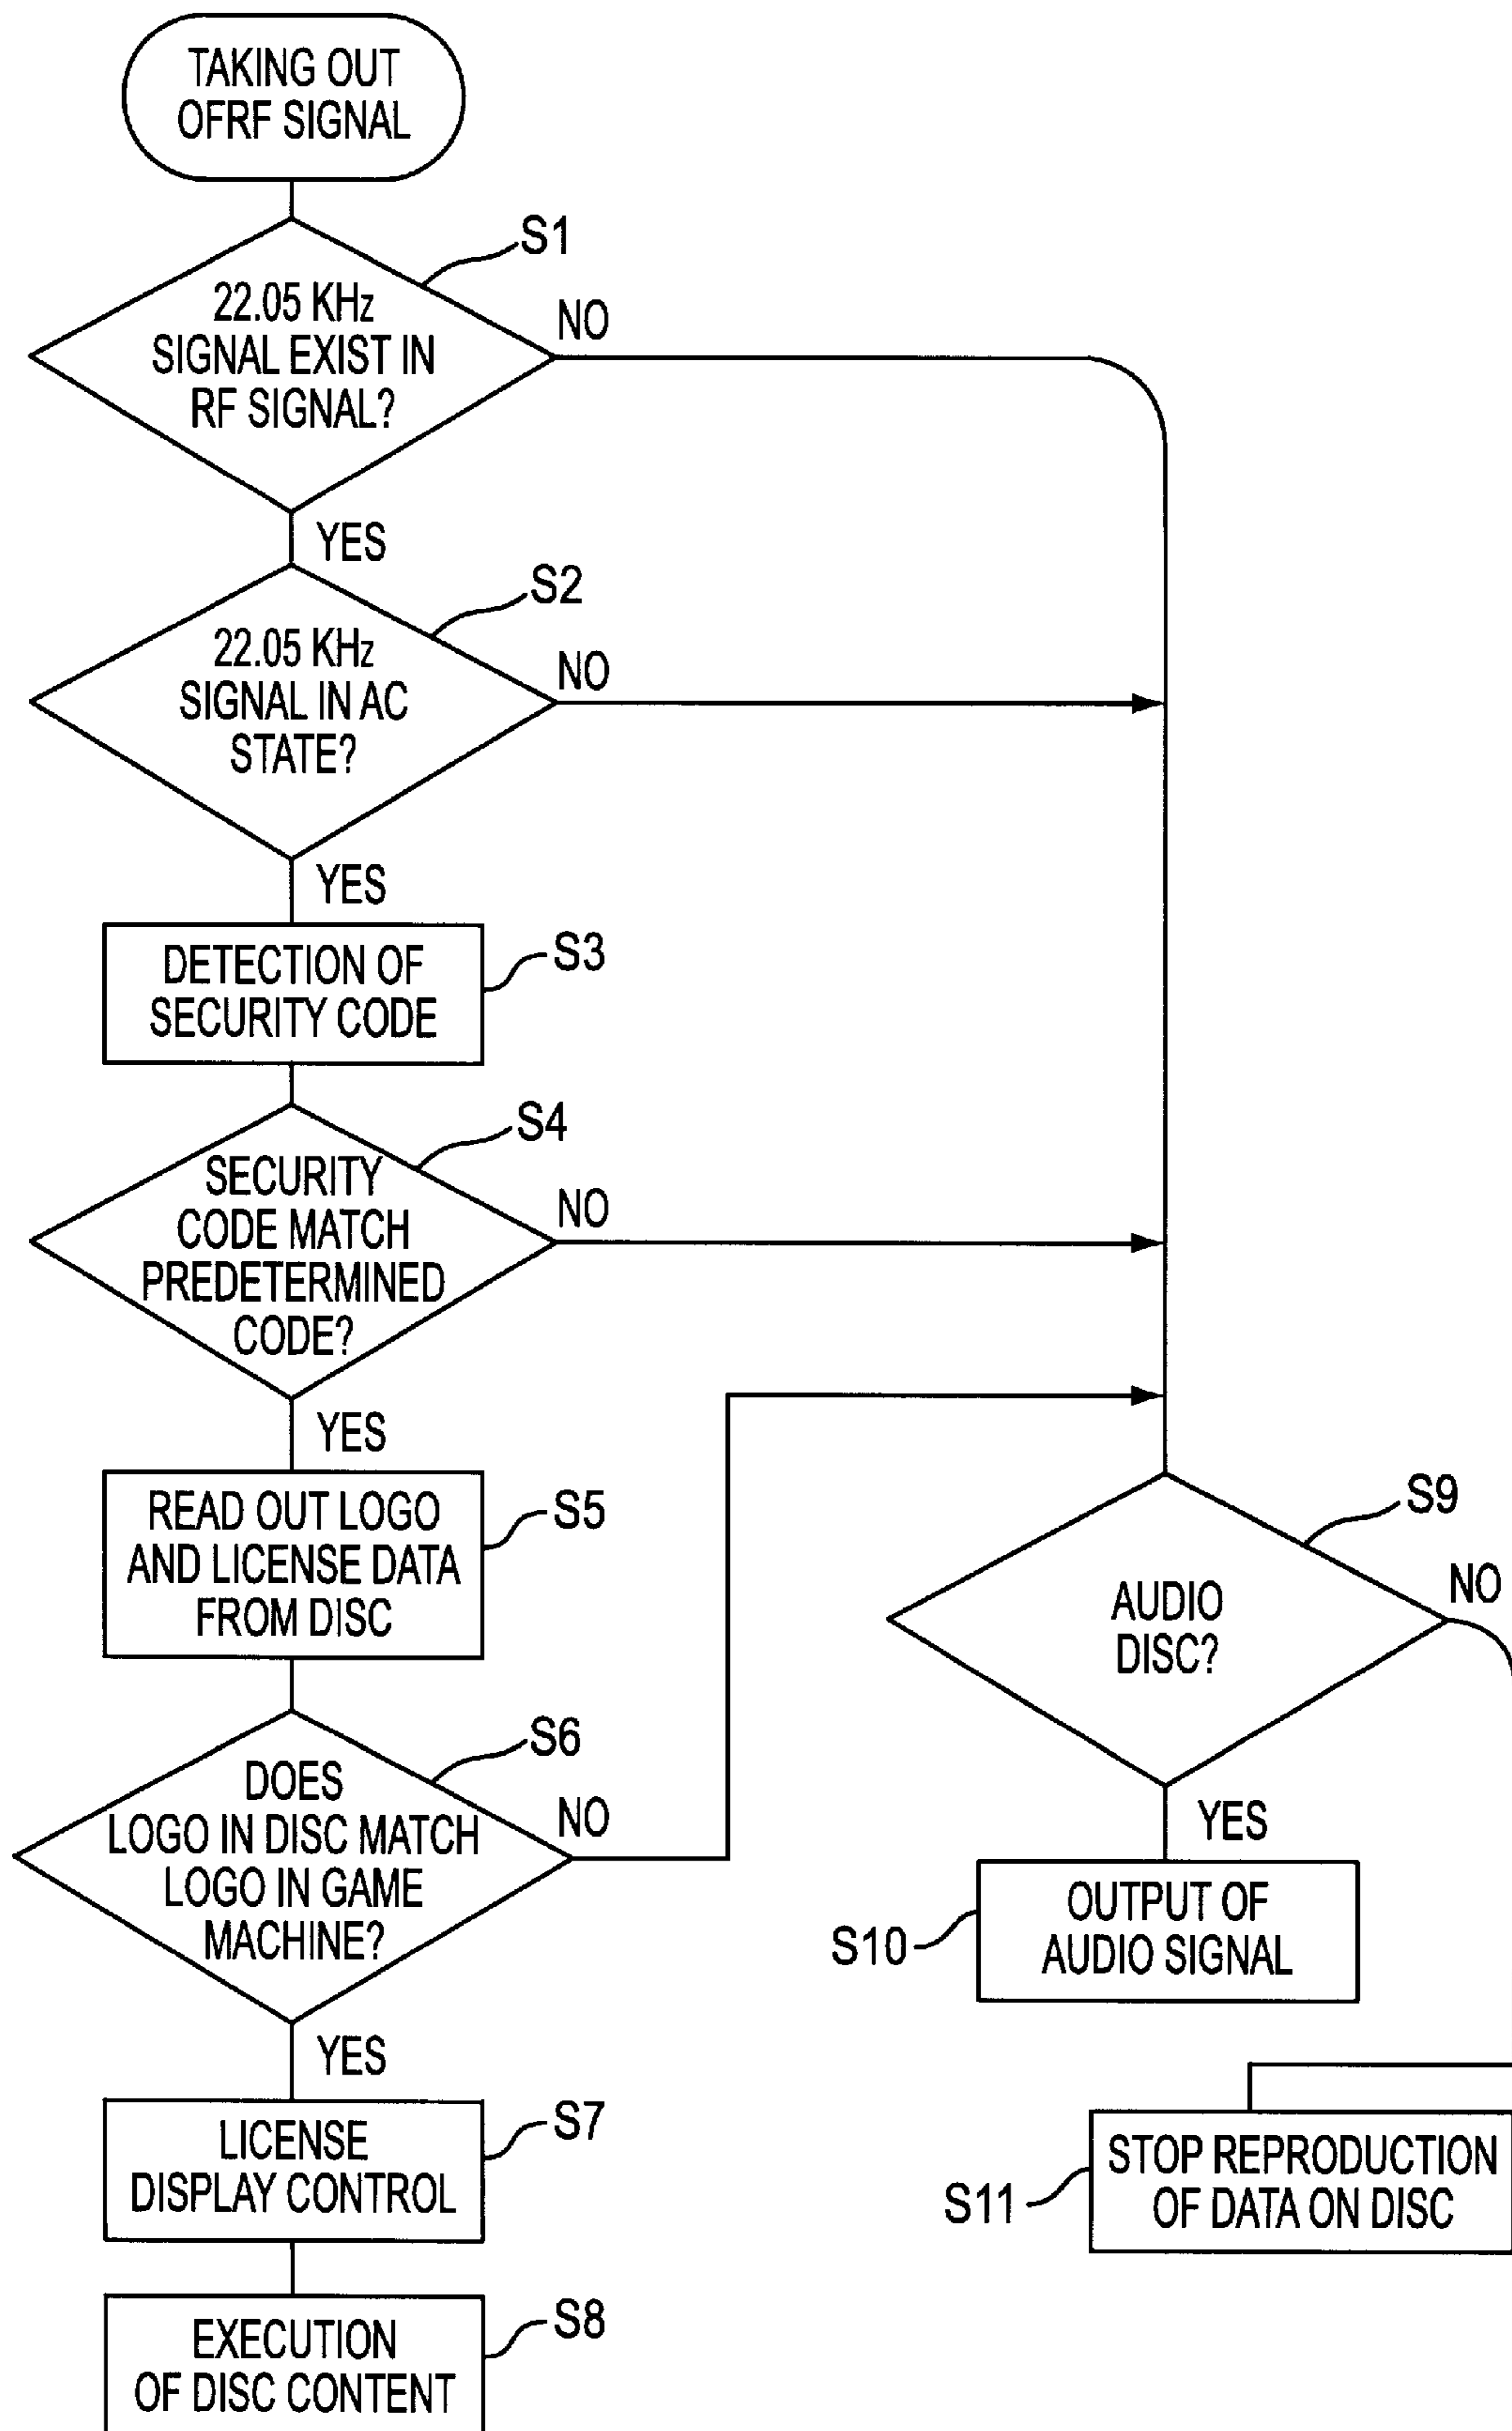 TAKING OUT
OFRF SIGNAL
S1
22.05 KHz
SIGNAL EXIST IN
RF SIGNAL?
NO
YES
S2
22.05 KHz
SIGNAL IN AC
STATE?
NO
YES
DETECTION OF
SECURITY CODE
S3
S4
SECURITY
CODE MATCH
PREDETERMINED
CODE?
NO
YES
READ OUT LOGO
AND LICENSE DATA
FROM DISC
S5
S6
DOES
LOGO IN DISC MATCH
LOGO IN GAME
MACHINE?
NO
YES
LICENSE
DISPLAY CONTROL
S7
EXECUTION
OF DISC CONTENT
S8
S9
AUDIO
DISC?
NO
YES
OUTPUT OF
AUDIO SIGNAL
S10
STOP REPRODUCTION
OF DATA ON DISC
S11